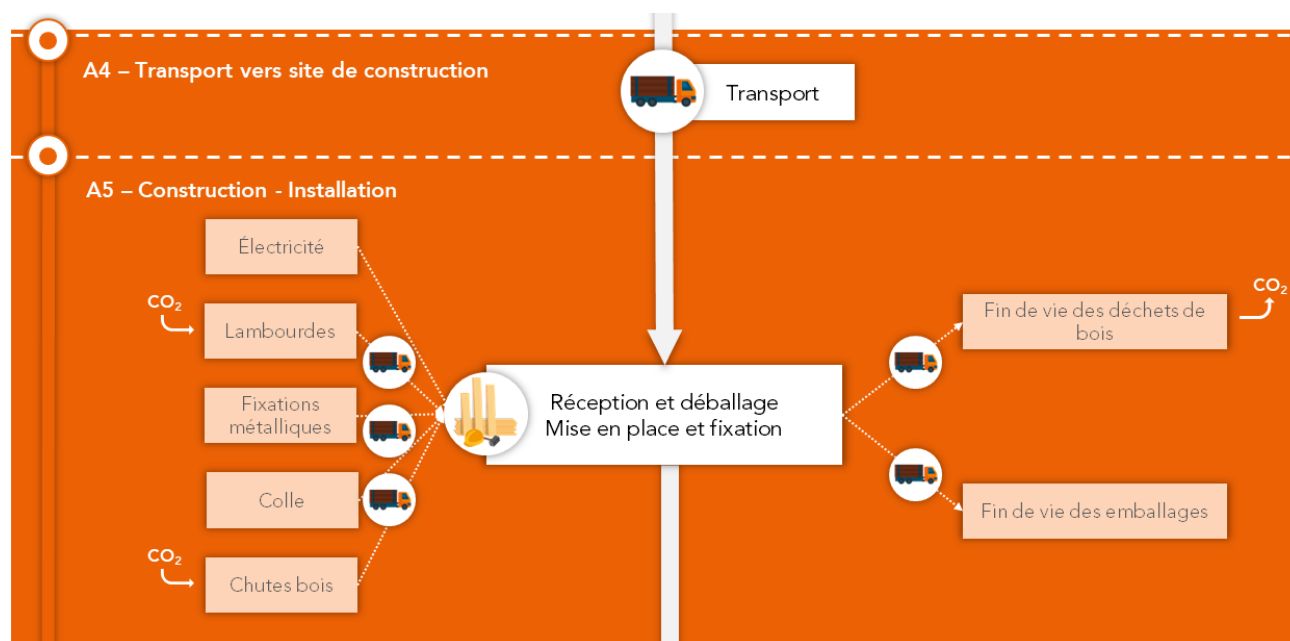 A4 – Transport vers site de construction
Transport
A5 – Construction - Installation
Électricité
CO₂
Lambourdes
Fixations
métalliques
Colle
CO₂
Chutes bois
Réception et déballage
Mise en place et fixation
CO₂
Fin de vie des déchets de
bois
Fin de vie des emballages